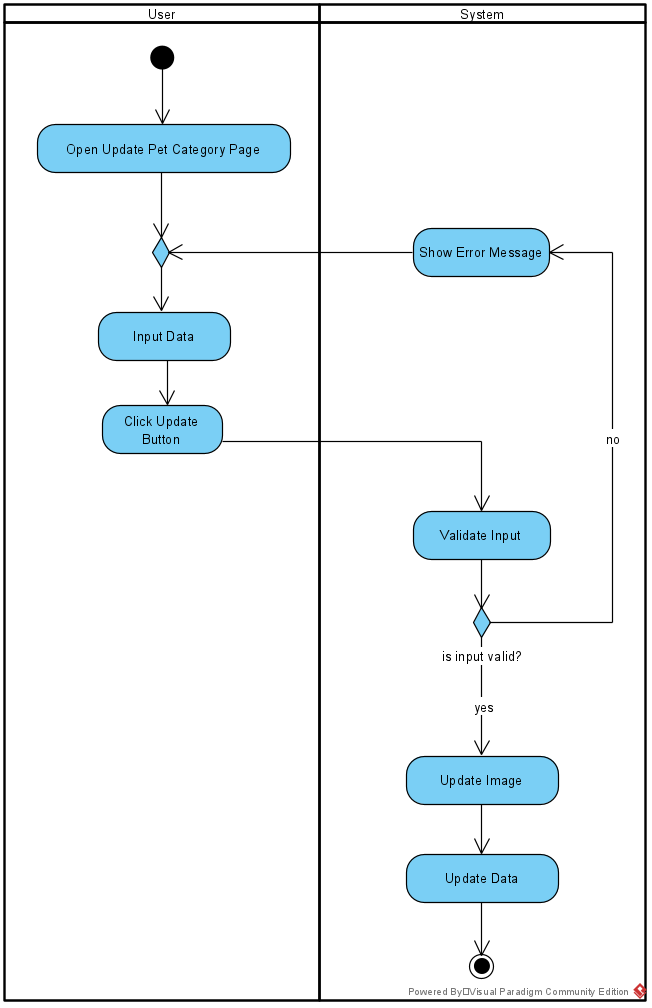 User
System
Open Update Pet Category Page
Show Error Message
Input Data
Click Update
Button
no
Validate Input
is input valid?
yes
Update Image
Update Data
Powered By Visual Paradigm Community Edition